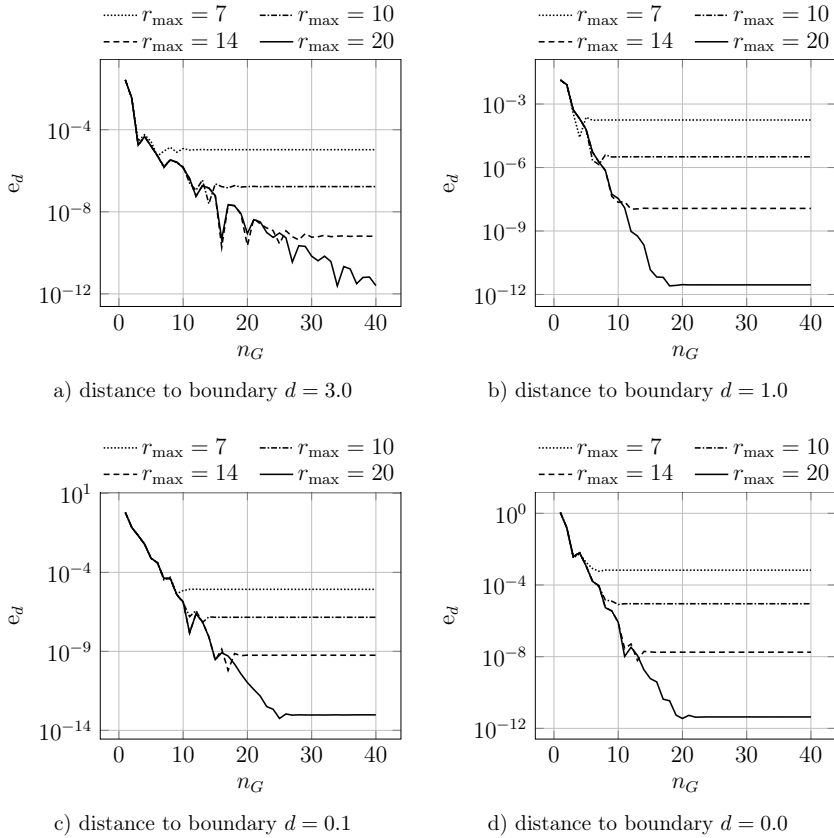 r_max = 7 r_max = 10
r_max = 14 r_max = 20
10^−4
10^−6
10^−8
10^−10
10^−12
e_d
0 10 20 30 40
n_G
a) distance to boundary d = 3.0
r_max = 7 r_max = 10
r_max = 14 r_max = 20
10^−3
10^−6
10^−9
10^−12
e_d
0 10 20 30 40
n_G
b) distance to boundary d = 1.0
r_max = 7 r_max = 10
r_max = 14 r_max = 20
10^1
10^−4
10^−9
10^−14
e_d
0 10 20 30 40
n_G
c) distance to boundary d = 0.1
r_max = 7 r_max = 10
r_max = 14 r_max = 20
10^0
10^−4
10^−8
10^−12
e_d
0 10 20 30 40
n_G
d) distance to boundary d = 0.0